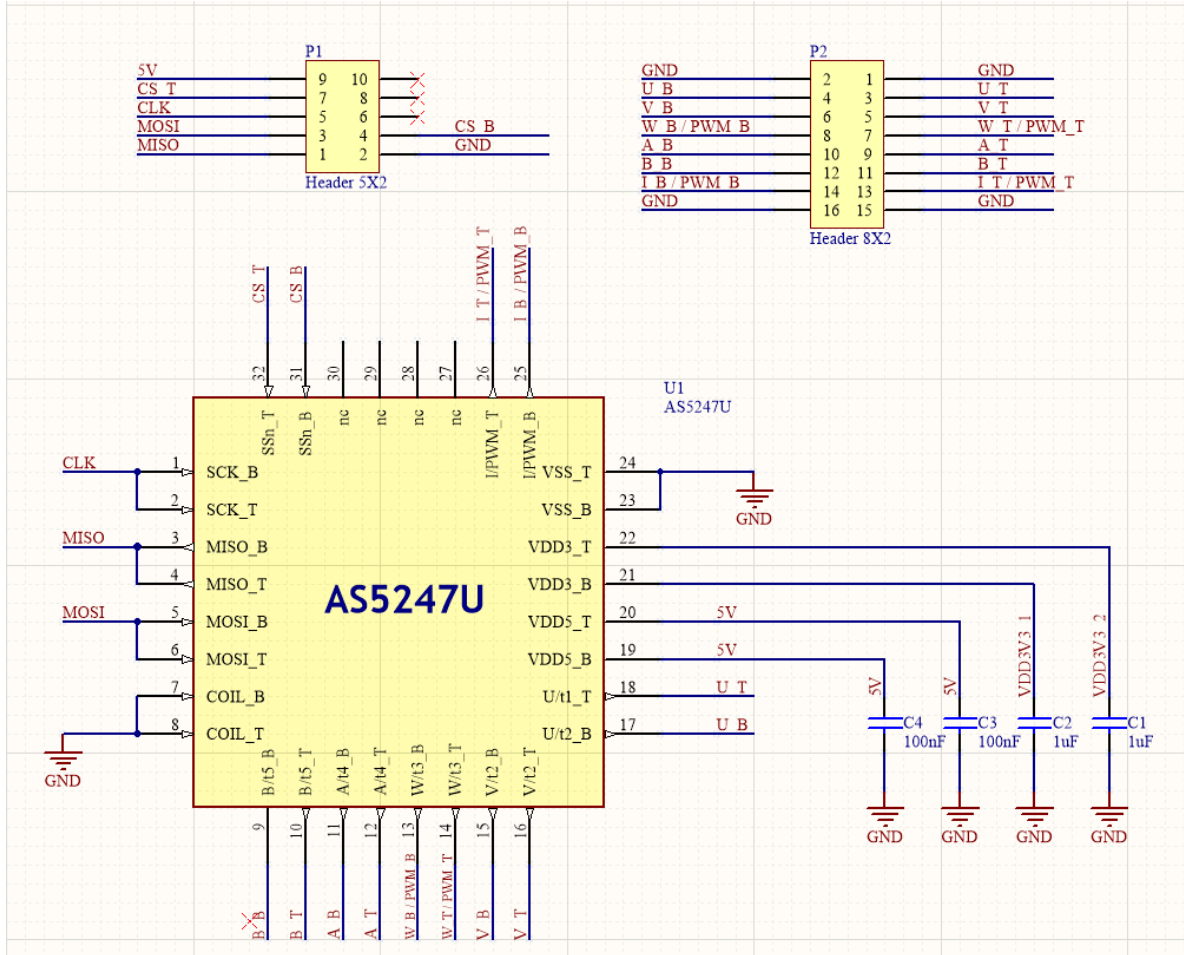 P1
5V 9 10
CS_T 7 8
CLK 5 6
MOSI 3 4 CS_B
MISO 1 2 GND
Header 5X2
P2
GND 2 1 GND
U_B 4 3 U_T
V_B 6 5 V_T
W_B / PWM_B 8 7 W_T / PWM_T
A_B 10 9 A_T
B_B 12 11 B_T
I_B / PWM_B 14 13 I_T / PWM_T
GND 16 15 GND
Header 8X2
CS_T
CS_B
I_T / PWM_T
I_B / PWM_B
32
31
30
29
28
27
26
25
SSn_T
SSn_B
nc
nc
nc
nc
I/PWM_T
I/PWM_B
U1
AS5247U
CLK 1 SCK_B
2 SCK_T
MISO 3 MISO_B
4 MISO_T
MOSI 5 MOSI_B
6 MOSI_T
7 COIL_B
8 COIL_T
GND
AS5247U
VSS_T 24
VSS_B 23
GND
VDD3_T 22
VDD3_B 21
VDD5_T 20 5V
VDD5_B 19 5V
U/t1_T 18 U_T
U/t2_B 17 U_B
5V
5V
VDD3V3_1
VDD3V3_2
C4
100nF
C3
100nF
C2
1uF
C1
1uF
GND
GND
GND
GND
B/t5_B
B/t5_T
A/t4_B
A/t4_T
W/t3_B
W/t3_T
V/t2_B
V/t2_T
9
10
11
12
13
14
15
16
B_B
B_T
A_B
A_T
W_B / PWM_B
W_T / PWM_T
V_B
V_T